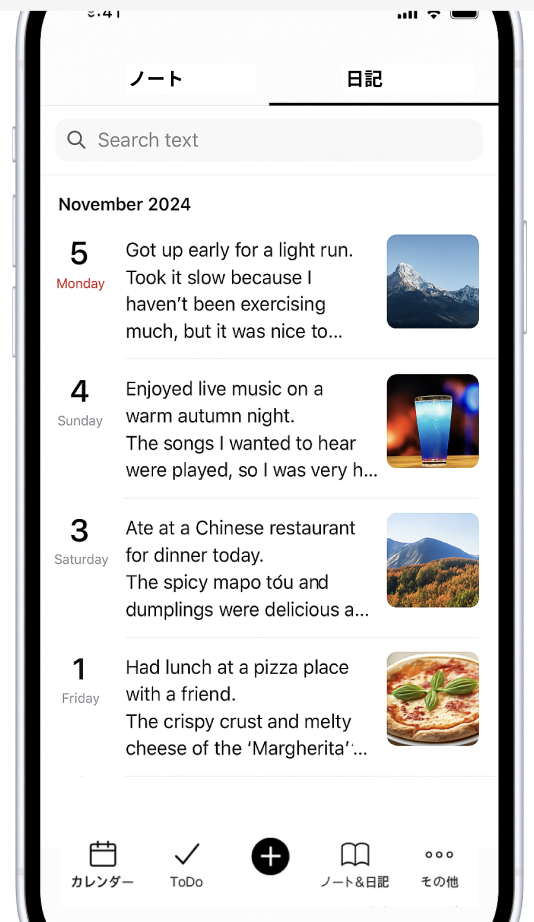 9:41
ノート
日記
Search text
November 2024
5
Monday
Got up early for a light run.
Took it slow because I
haven’t been exercising
much, but it was nice to...
4
Sunday
Enjoyed live music on a
warm autumn night.
The songs I wanted to hear
were played, so I was very h...
3
Saturday
Ate at a Chinese restaurant
for dinner today.
The spicy mapo tóu and
dumplings were delicious a...
1
Friday
Had lunch at a pizza place
with a friend.
The crispy crust and melty
cheese of the ‘Margherita’...
カレンダー
ToDo
ノート&日記
その他